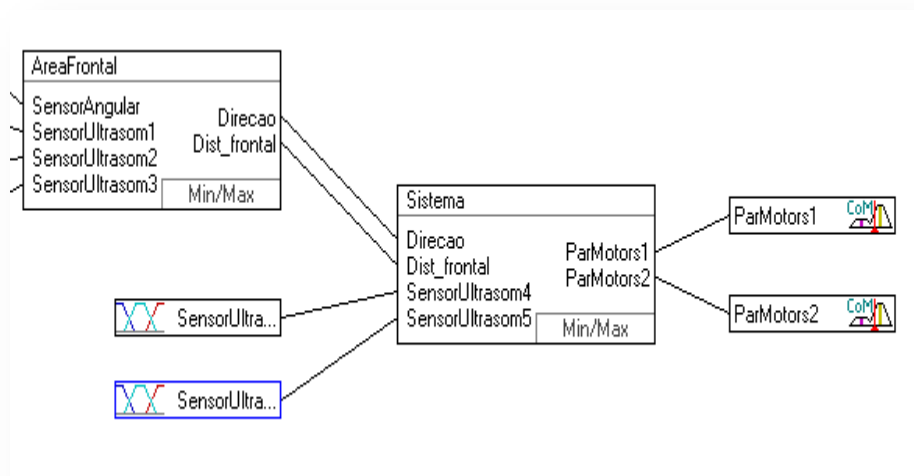 AreaFrontal
SensorAngular
SensorUltrasom1
SensorUltrasom2
SensorUltrasom3
Direcao
Dist_frontal
Min/Max
Sistema
Direcao
Dist_frontal
SensorUltrasom4
SensorUltrasom5
ParMotors1
ParMotors2
Min/Max
ParMotors1
CoM
ParMotors2
CoM
SensorUltra...
SensorUltra...